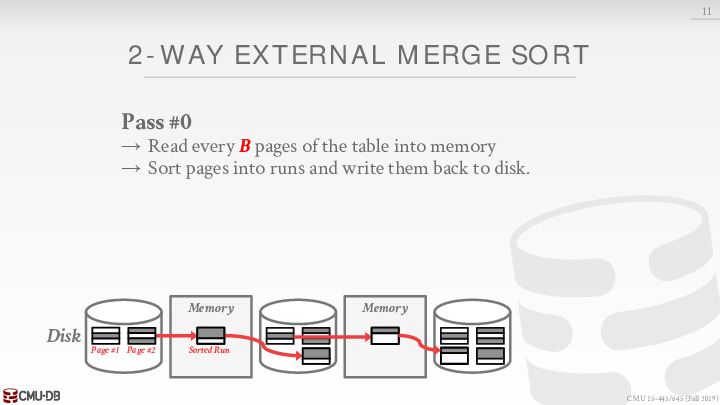 11
2-WAY EXTERNAL MERGE SORT
Pass #0
→ Read every B pages of the table into memory
→ Sort pages into runs and write them back to disk.
Memory
Memory
Disk
Page #1
Page #2
Sorted Run
CMU·DB
CMU 15-445/645 (Fall 2019)